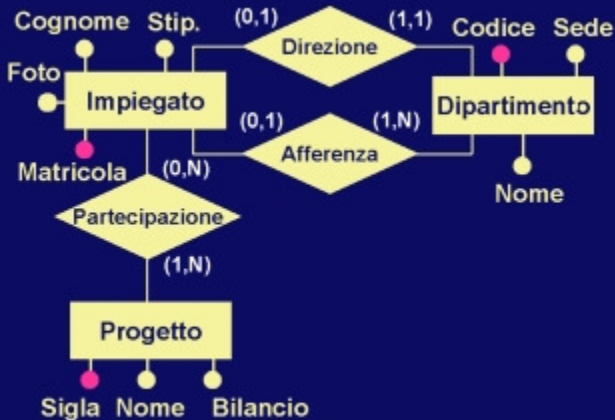 Cognome Stip. (0,1) Direzione (1,1) Codice Sede
Foto Impiegato Dipartimento
(0,1) Afferenza (1,N)
Matricola (0,N) Nome
Partecipazione
(1,N)
Progetto
Sigla Nome Bilancio